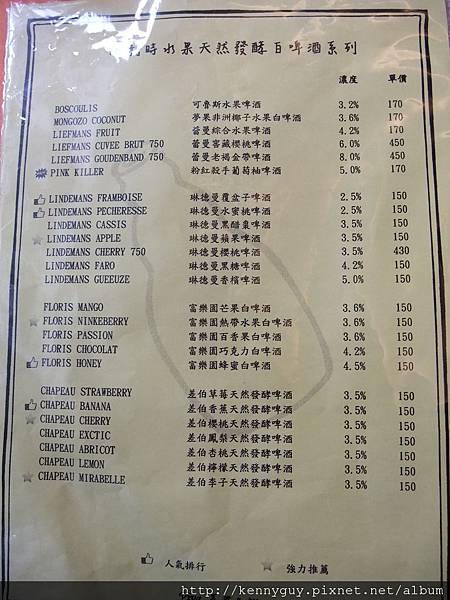 時水果天然發酵白啤酒系列
濃度 單價
BOSCOULIS 可魯斯水果啤酒 3.2% 170
MONGOZO COCONUT 夢果非洲椰子水果白啤酒 3.6% 170
LIEFMANS FRUIT 蕾曼綜合水果啤酒 4.2% 170
LIEFMANS CUVEE BRUT 750 蕾曼窖藏櫻桃啤酒 6.0% 450
LIEFMANS GOUDENBAND 750 蕾曼老褐金帶啤酒 8.0% 450
PINK KILLER 粉紅殺手葡萄柚啤酒 5.0% 170
LINDEMANS FRAMBOISE 琳德曼覆盆子啤酒 2.5% 150
LINDEMANS PECHERESSE 琳德曼水蜜桃啤酒 2.5% 150
LINDEMANS CASSIS 琳德曼黑醋栗啤酒 3.5% 150
LINDEMANS APPLE 琳德曼蘋果啤酒 3.5% 150
LINDEMANS CHERRY 750 琳德曼櫻桃啤酒 3.5% 430
LINDEMANS FARO 琳德曼黑糖啤酒 4.2% 150
LINDEMANS GUEEUZE 琳德曼香檳啤酒 5.0% 150
FLORIS MANGO 富樂園芒果白啤酒 3.6% 150
FLORIS NINKEBERRY 富樂園熱帶水果白啤酒 3.6% 150
FLORIS PASSION 富樂園百香果白啤酒 3.6% 150
FLORIS CHOCOLAT 富樂園巧克力白啤酒 4.2% 150
FLORIS HONEY 富樂園蜂蜜白啤酒 4.5% 150
CHAPEAU STRAWBERRY 差伯草莓天然發酵啤酒 3.5% 150
CHAPEAU BANANA 差伯香蕉天然發酵啤酒 3.5% 150
CHAPEAU CHERRY 差伯櫻桃天然發酵啤酒 3.5% 150
CHAPEAU EXCTIC 差伯鳳梨天然發酵啤酒 3.5% 150
CHAPEAU ABRICOT 差伯杏桃天然發酵啤酒 3.5% 150
CHAPEAU LEMON 差伯檸檬天然發酵啤酒 3.5% 150
CHAPEAU MIRABELLE 差伯李子天然發酵啤酒 3.5% 150
人氣排行 強力推薦
http://kennyguy.pixnet.net/album